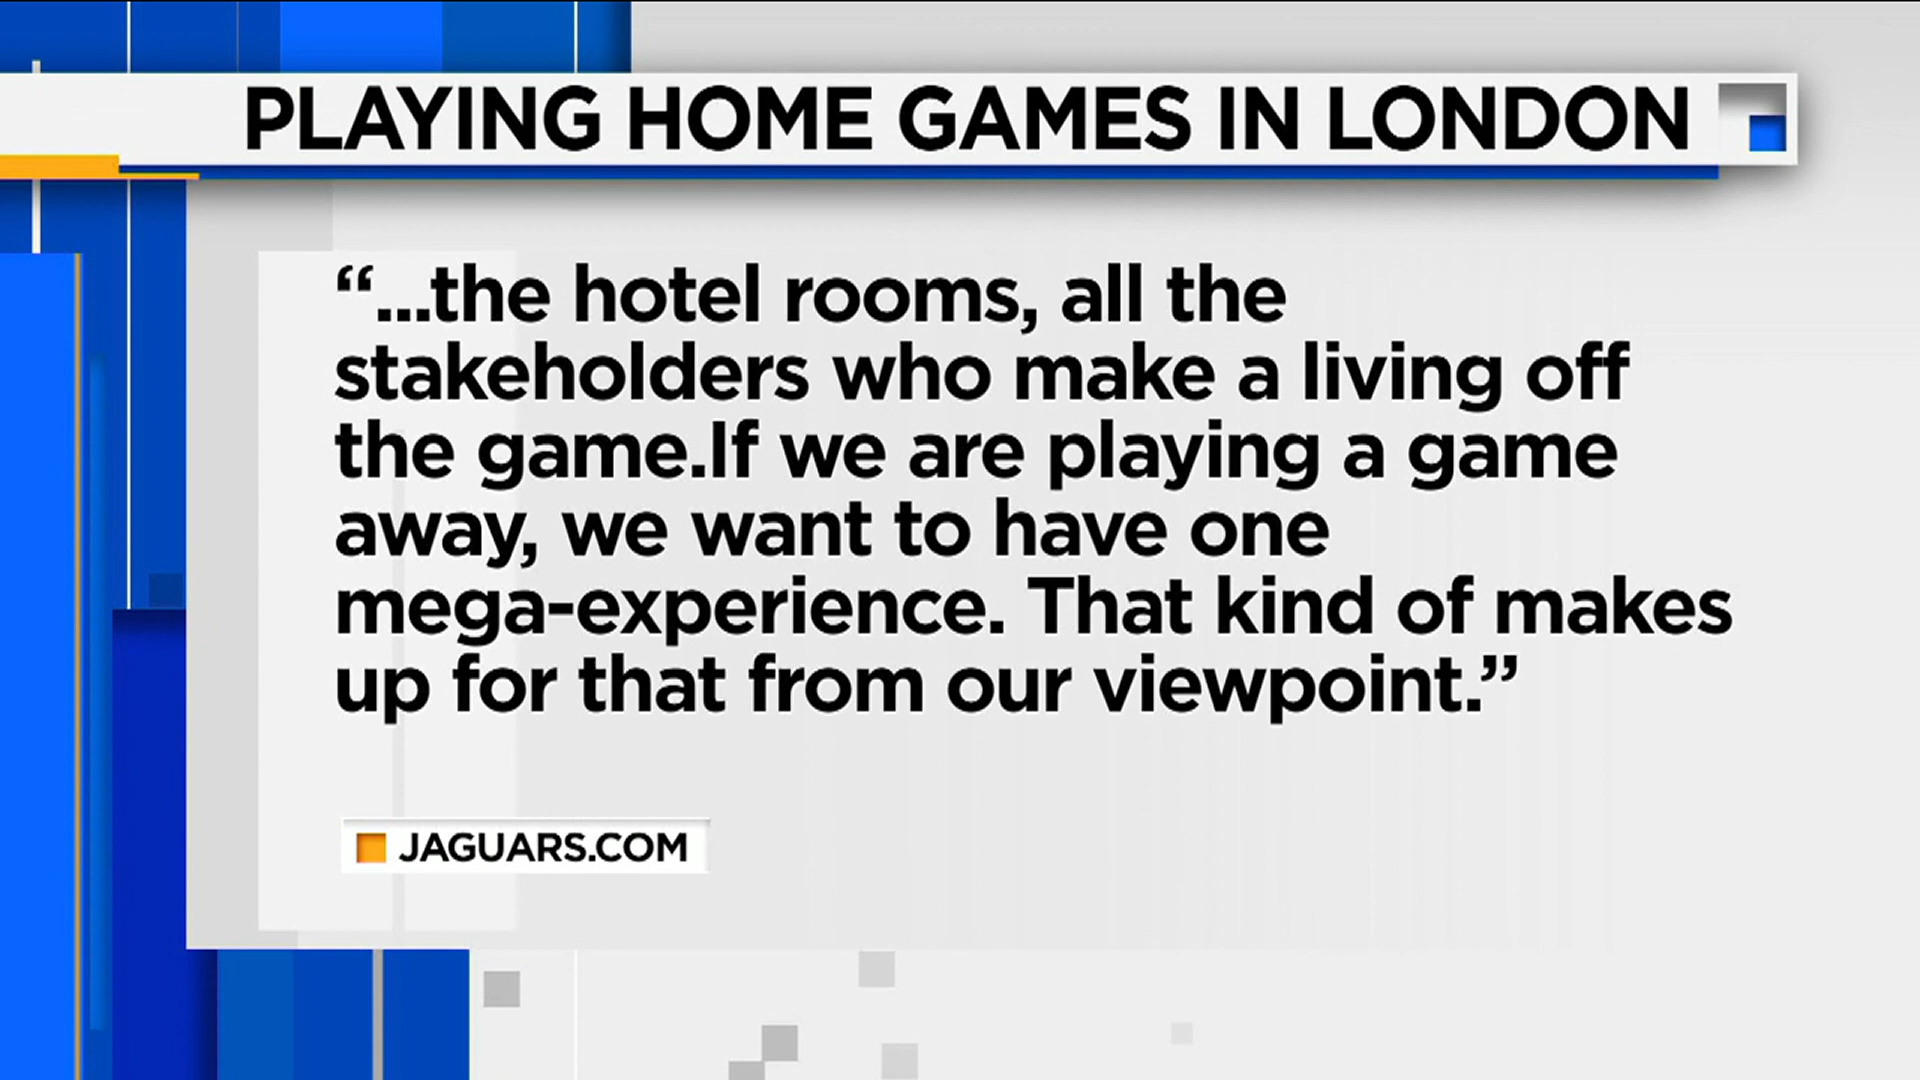 PLAYING HOME GAMES IN LONDON
“...the hotel rooms, all the
stakeholders who make a living off
the game.If we are playing a game
away, we want to have one
mega-experience. That kind of makes
up for that from our viewpoint.”
JAGUARS.COM